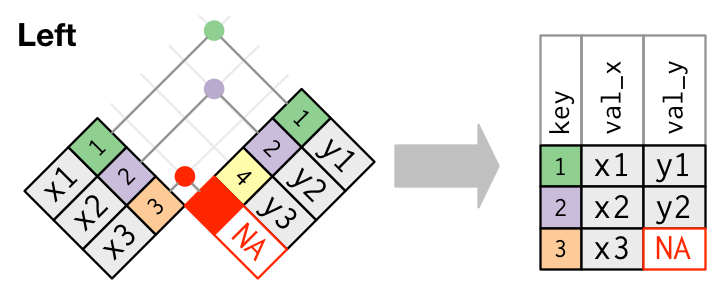 Left
1 x1
2 x2
3 x3
1 y1
2 y2
4 y3
NA
key val_x val_y
1 x1 y1
2 x2 y2
3 x3 NA